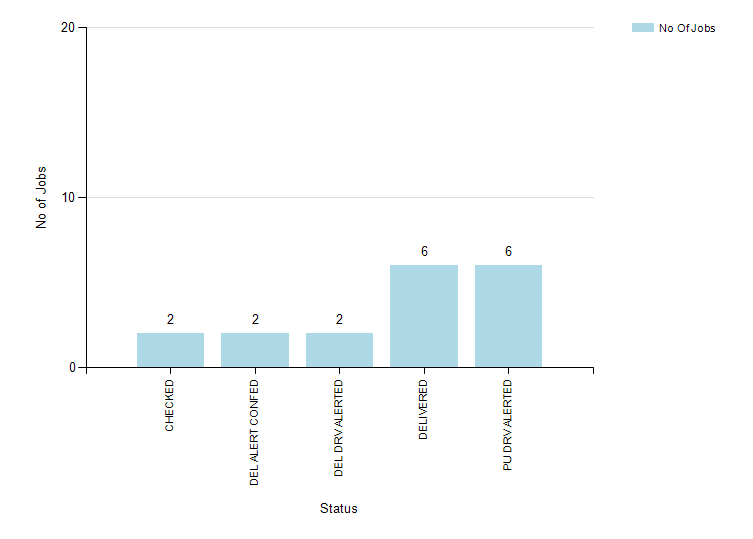 20
No Of Jobs
10
No of Jobs
6
6
2
2
2
0
CHECKED
DEL ALERT CONFED
DEL DRV ALERTED
DELIVERED
PU DRV ALERTED
Status